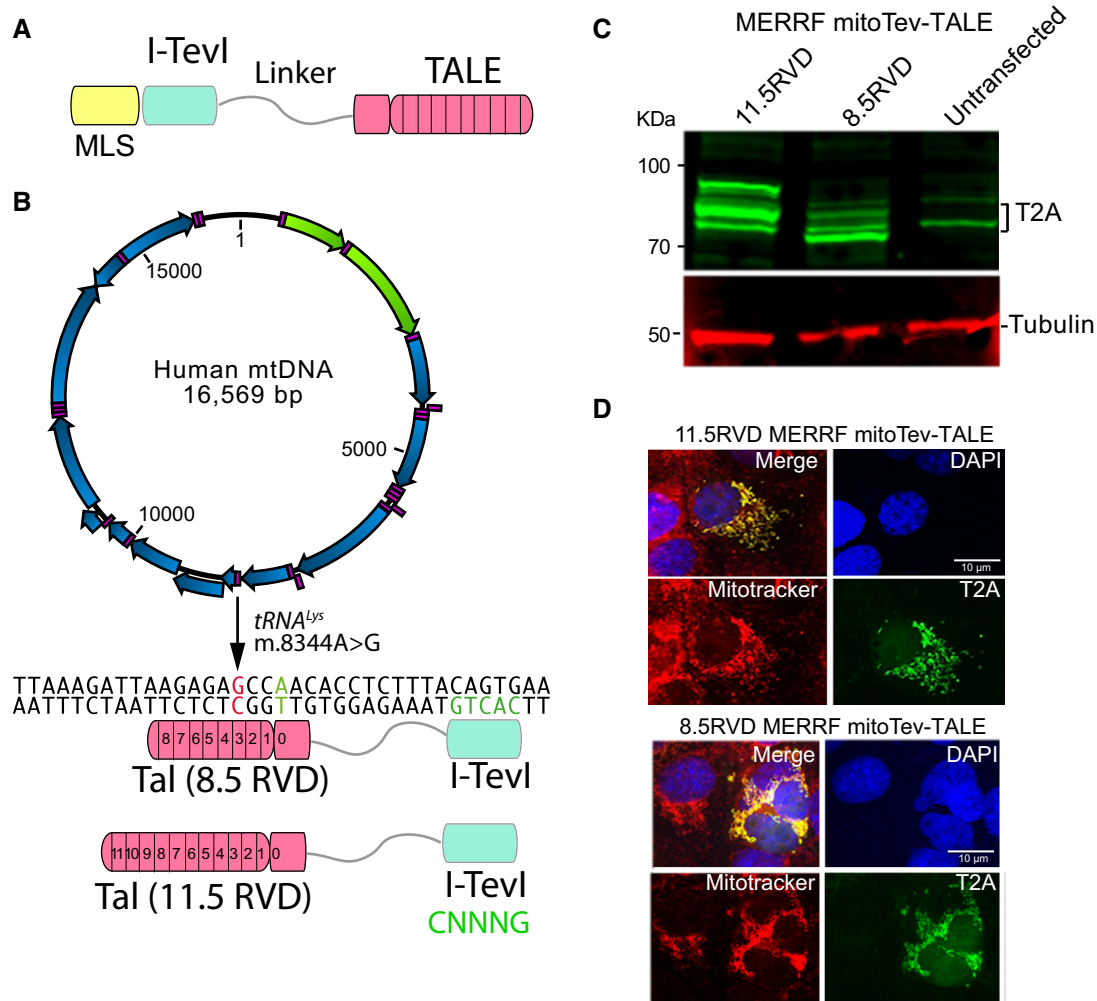 A
I-TevI
Linker
TALE
MLS
B
1
15000
Human mtDNA
16,569 bp
5000
10000
tRNALys
m.8344A>G
TTAAAGATTAAGAGAGCCAACACCTCTTTACAGTGAA
AATTTCTAATTCTCTCGGTTGTGGAGAAATGTCACTT
8 7 6 5 4 3 2 1 0
Tal (8.5 RVD)
I-TevI
11 10 9 8 7 6 5 4 3 2 1 0
Tal (11.5 RVD)
I-TevI
CNNNG
C
MERRF mitoTev-TALE
11.5RVD
8.5RVD
Untransfected
KDa
100
70
T2A
50
-Tubulin
D
11.5RVD MERRF mitoTev-TALE
Merge
DAPI
10 µm
Mitotracker
T2A
8.5RVD MERRF mitoTev-TALE
Merge
DAPI
10 µm
Mitotracker
T2A